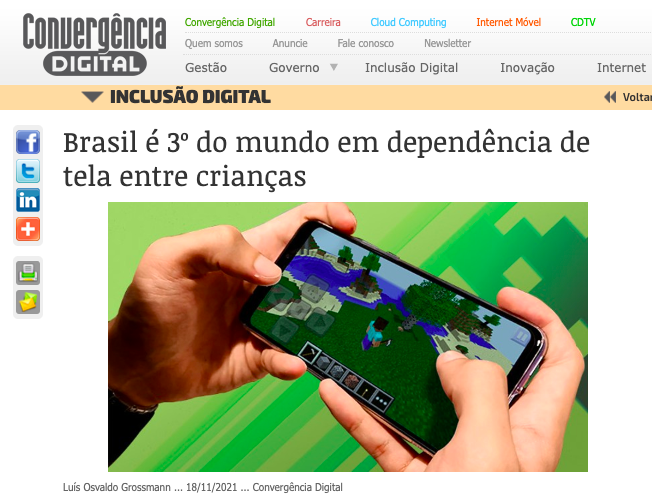 Convergência
DIGITAL
Convergência Digital Carreira Cloud Computing Internet Móvel CDTV
Quem somos Anuncie Fale conosco Newsletter
Gestão Governo Inclusão Digital Inovação Internet
INCLUSÃO DIGITAL
Voltar
Brasil é 3º do mundo em dependência de
tela entre crianças
Luís Osvaldo Grossmann ... 18/11/2021 ... Convergência Digital